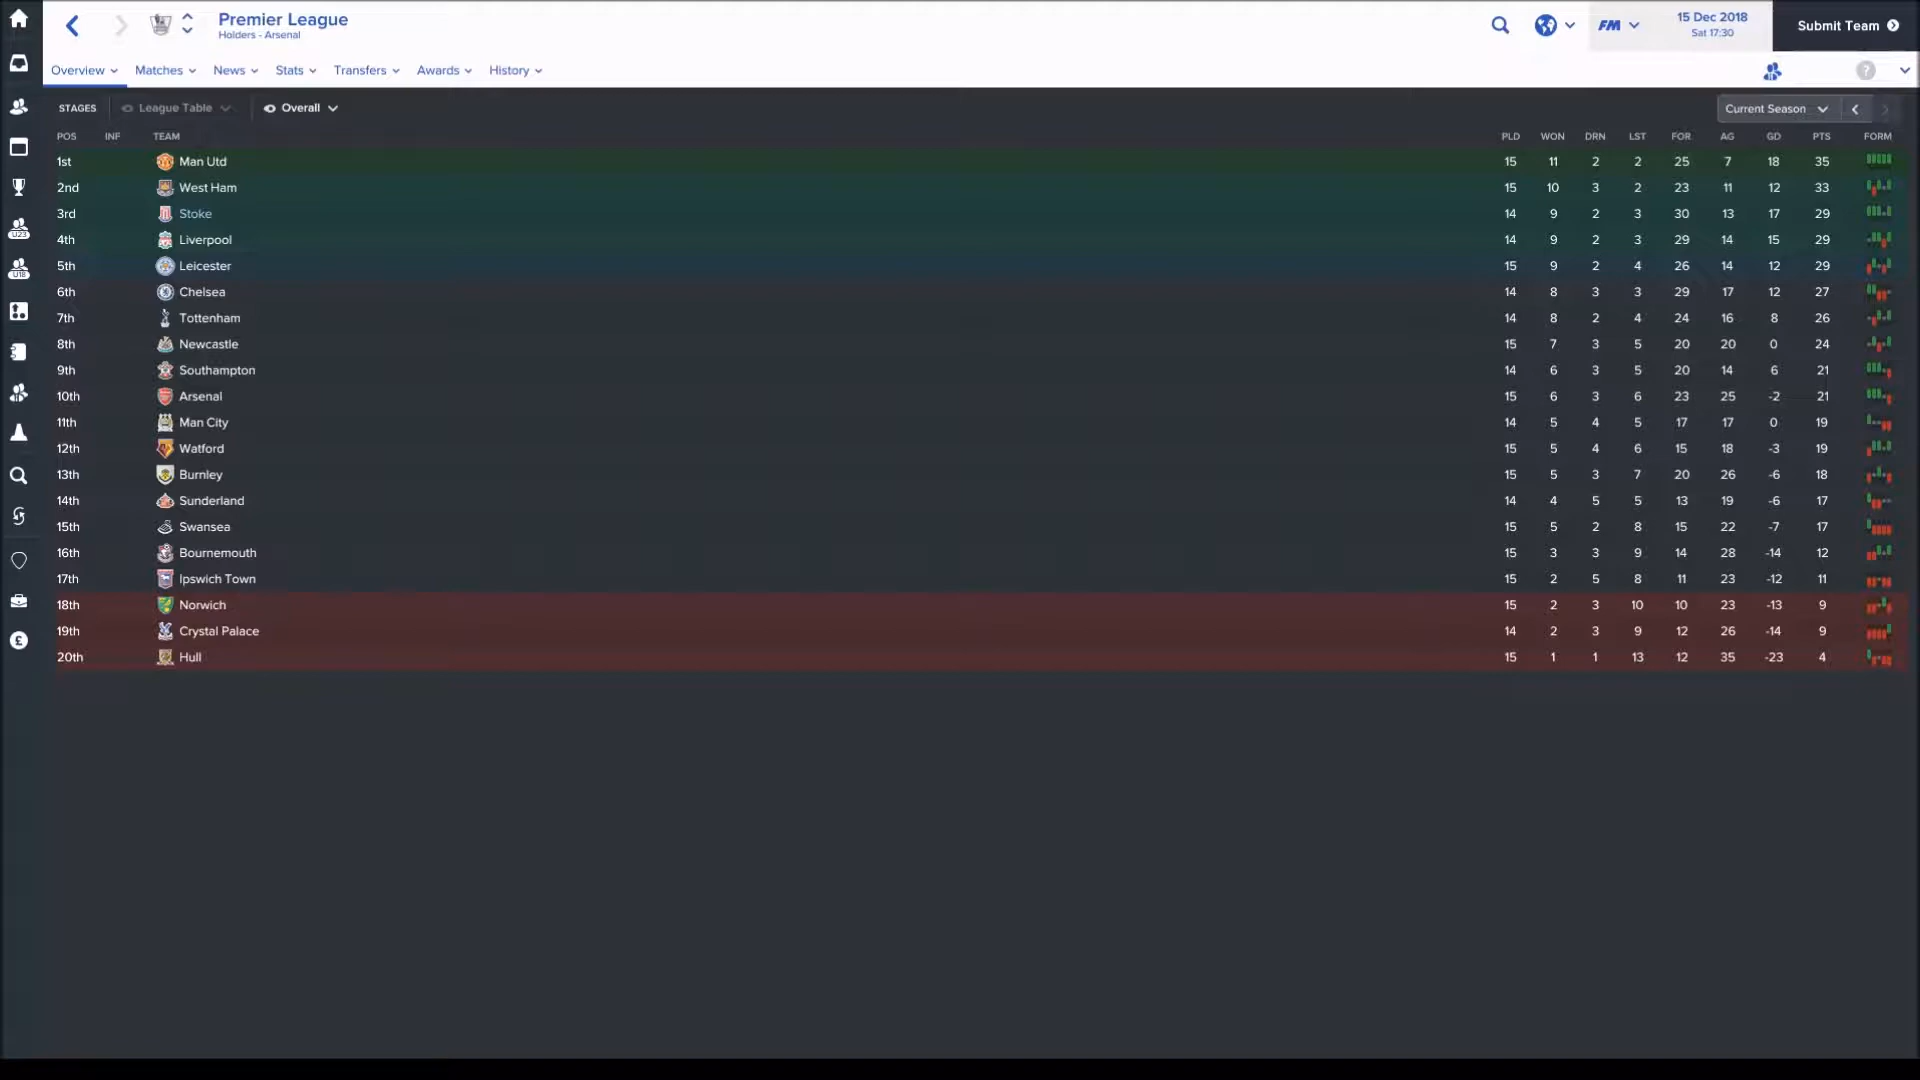 Premier League
Holders - Arsenal
FM
15 Dec 2018
Sat 17:30
Submit Team
Overview Matches News Stats Transfers Awards History
?
STAGES League Table Overall Current Season
POS INF TEAM PLD WON DRN LST FOR AG GD PTS FORM
1st Man Utd 15 11 2 2 25 7 18 35
2nd West Ham 15 10 3 2 23 11 12 33
3rd Stoke 14 9 2 3 30 13 17 29
4th Liverpool 14 9 2 3 29 14 15 29
5th Leicester 15 9 2 4 26 14 12 29
6th Chelsea 14 8 3 3 29 17 12 27
7th Tottenham 14 8 2 4 24 16 8 26
8th Newcastle 15 7 3 5 20 20 0 24
9th Southampton 14 6 3 5 20 14 6 21
10th Arsenal 15 6 3 6 23 25 -2 21
11th Man City 14 5 4 5 17 17 0 19
12th Watford 15 5 4 6 15 18 -3 19
13th Burnley 15 5 3 7 20 26 -6 18
14th Sunderland 14 4 5 5 13 19 -6 17
15th Swansea 15 5 2 8 15 22 -7 17
16th Bournemouth 15 3 3 9 14 28 -14 12
17th Ipswich Town 15 2 5 8 11 23 -12 11
18th Norwich 15 2 3 10 10 23 -13 9
19th Crystal Palace 14 2 3 9 12 26 -14 9
20th Hull 15 1 1 13 12 35 -23 4
U23
U18
£